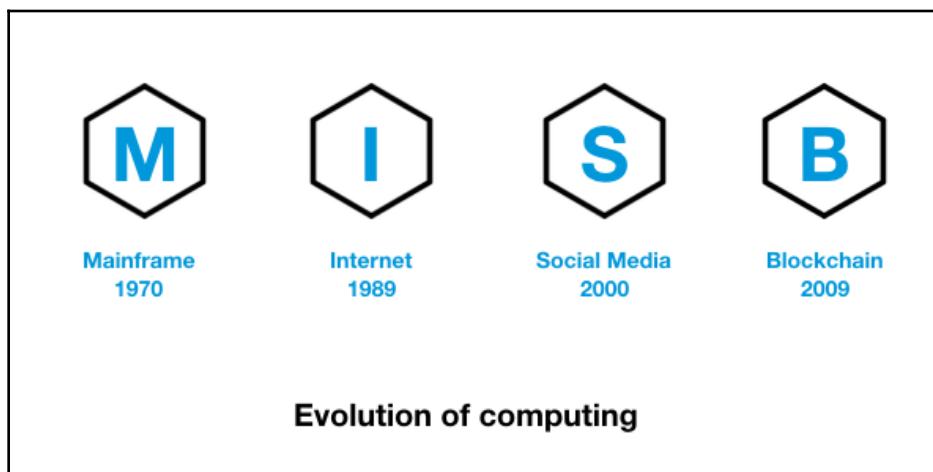 M I S B
Mainframe Internet Social Media Blockchain
1970 1989 2000 2009
Evolution of computing